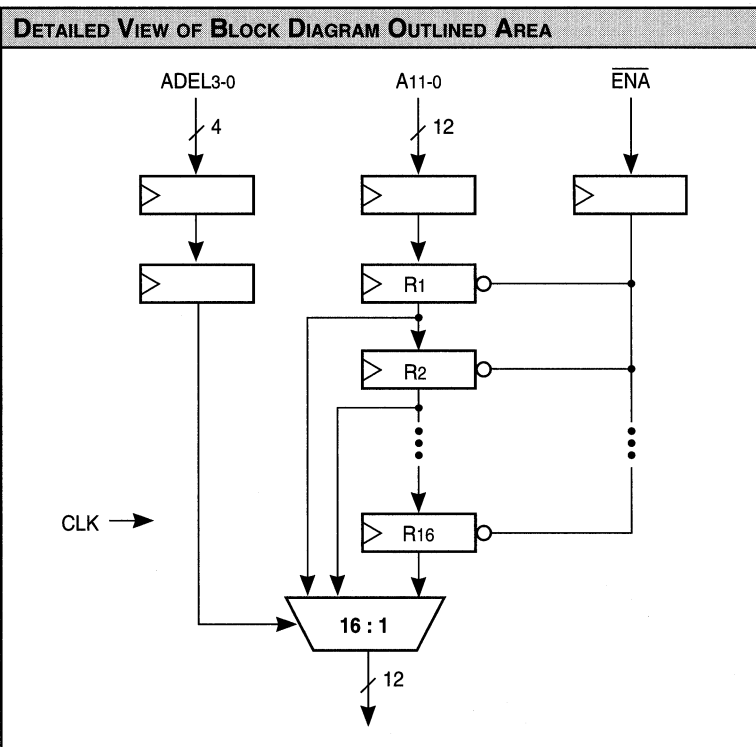 DETAILED VIEW OF BLOCK DIAGRAM OUTLINED AREA
ADEL3-0 A11-0 ENA
4 12
R1
R2
CLK
R16
16 : 1
12